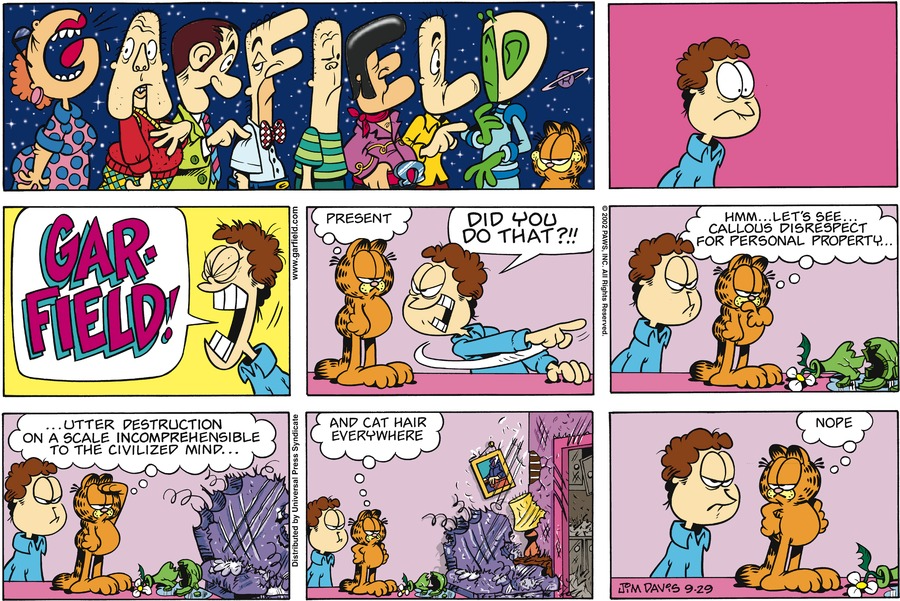 GARFIELD
GAR-
FIELD!
www.garfield.com
PRESENT
DID YOU
DO THAT?!!
© 2002 PAWS, INC. All Rights Reserved.
HMM...LET'S SEE...
CALLOUS DISRESPECT
FOR PERSONAL PROPERTY...
...UTTER DESTRUCTION
ON A SCALE INCOMPREHENSIBLE
TO THE CIVILIZED MIND...
Distributed by Universal Press Syndicate
AND CAT HAIR
EVERYWHERE
NOPE
JIM DAVIS 9-29